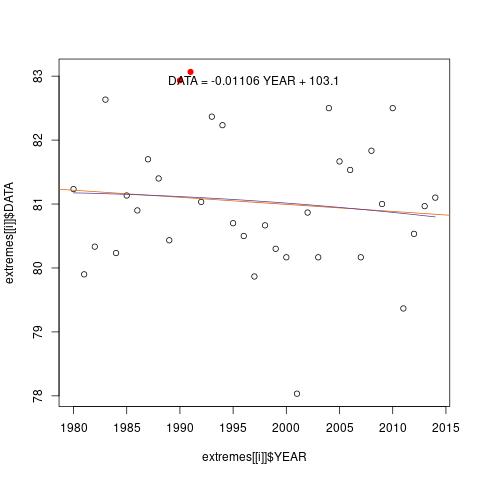 DATA = -0.01106 YEAR + 103.1
83
82
81
80
79
78
extremes[[i]]$DATA
1980 1985 1990 1995 2000 2005 2010 2015
extremes[[i]]$YEAR